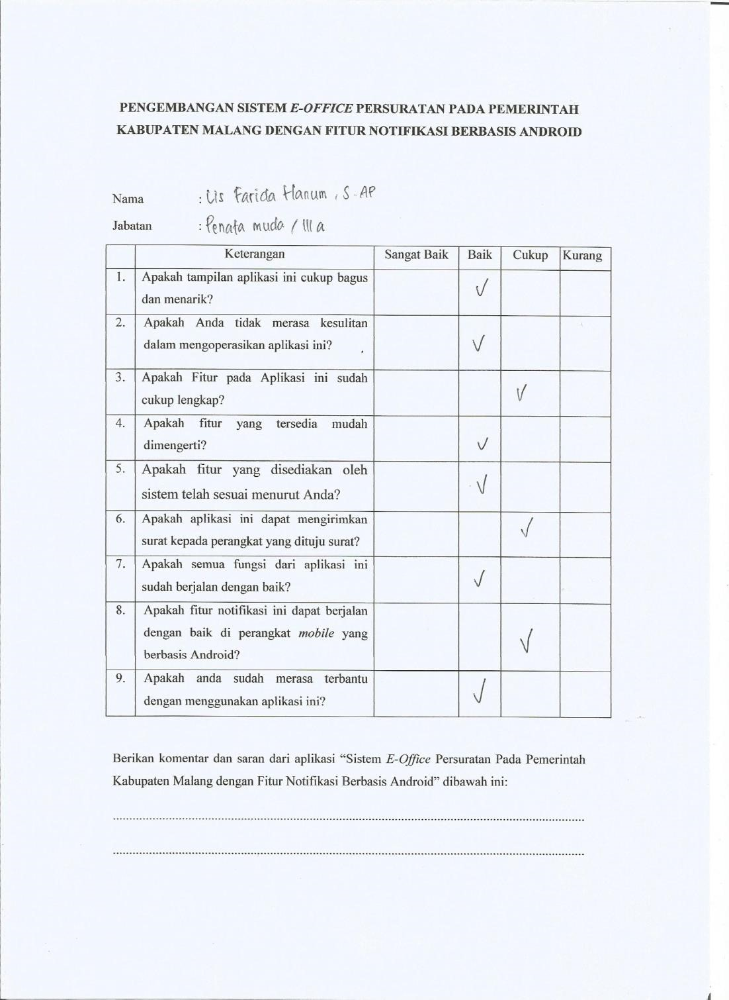 PENGEMBANGAN SISTEM E-OFFICE PERSURATAN PADA PEMERINTAH
KABUPATEN MALANG DENGAN FITUR NOTIFIKASI BERBASIS ANDROID
Nama : Lis Farida Hanum, S.AP
Jabatan : Penata muda / III a
Keterangan Sangat Baik Baik Cukup Kurang
1. Apakah tampilan aplikasi ini cukup bagus
dan menarik? √
2. Apakah Anda tidak merasa kesulitan
dalam mengoperasikan aplikasi ini? √
3. Apakah Fitur pada Aplikasi ini sudah
cukup lengkap? √
4. Apakah fitur yang tersedia mudah
dimengerti? √
5. Apakah fitur yang disediakan oleh
sistem telah sesuai menurut Anda? √
6. Apakah aplikasi ini dapat mengirimkan
surat kepada perangkat yang dituju surat? √
7. Apakah semua fungsi dari aplikasi ini
sudah berjalan dengan baik? √
8. Apakah fitur notifikasi ini dapat berjalan
dengan baik di perangkat mobile yang
berbasis Android? √
9. Apakah anda sudah merasa terbantu
dengan menggunakan aplikasi ini? √
Berikan komentar dan saran dari aplikasi “Sistem E-Office Persuratan Pada Pemerintah
Kabupaten Malang dengan Fitur Notifikasi Berbasis Android” dibawah ini: